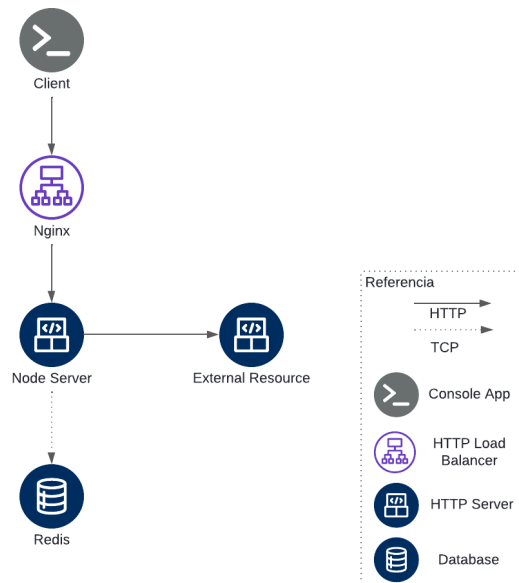 Client
Nginx
Node Server
External Resource
Redis
Referencia
HTTP
TCP
Console App
HTTP Load
Balancer
HTTP Server
Database